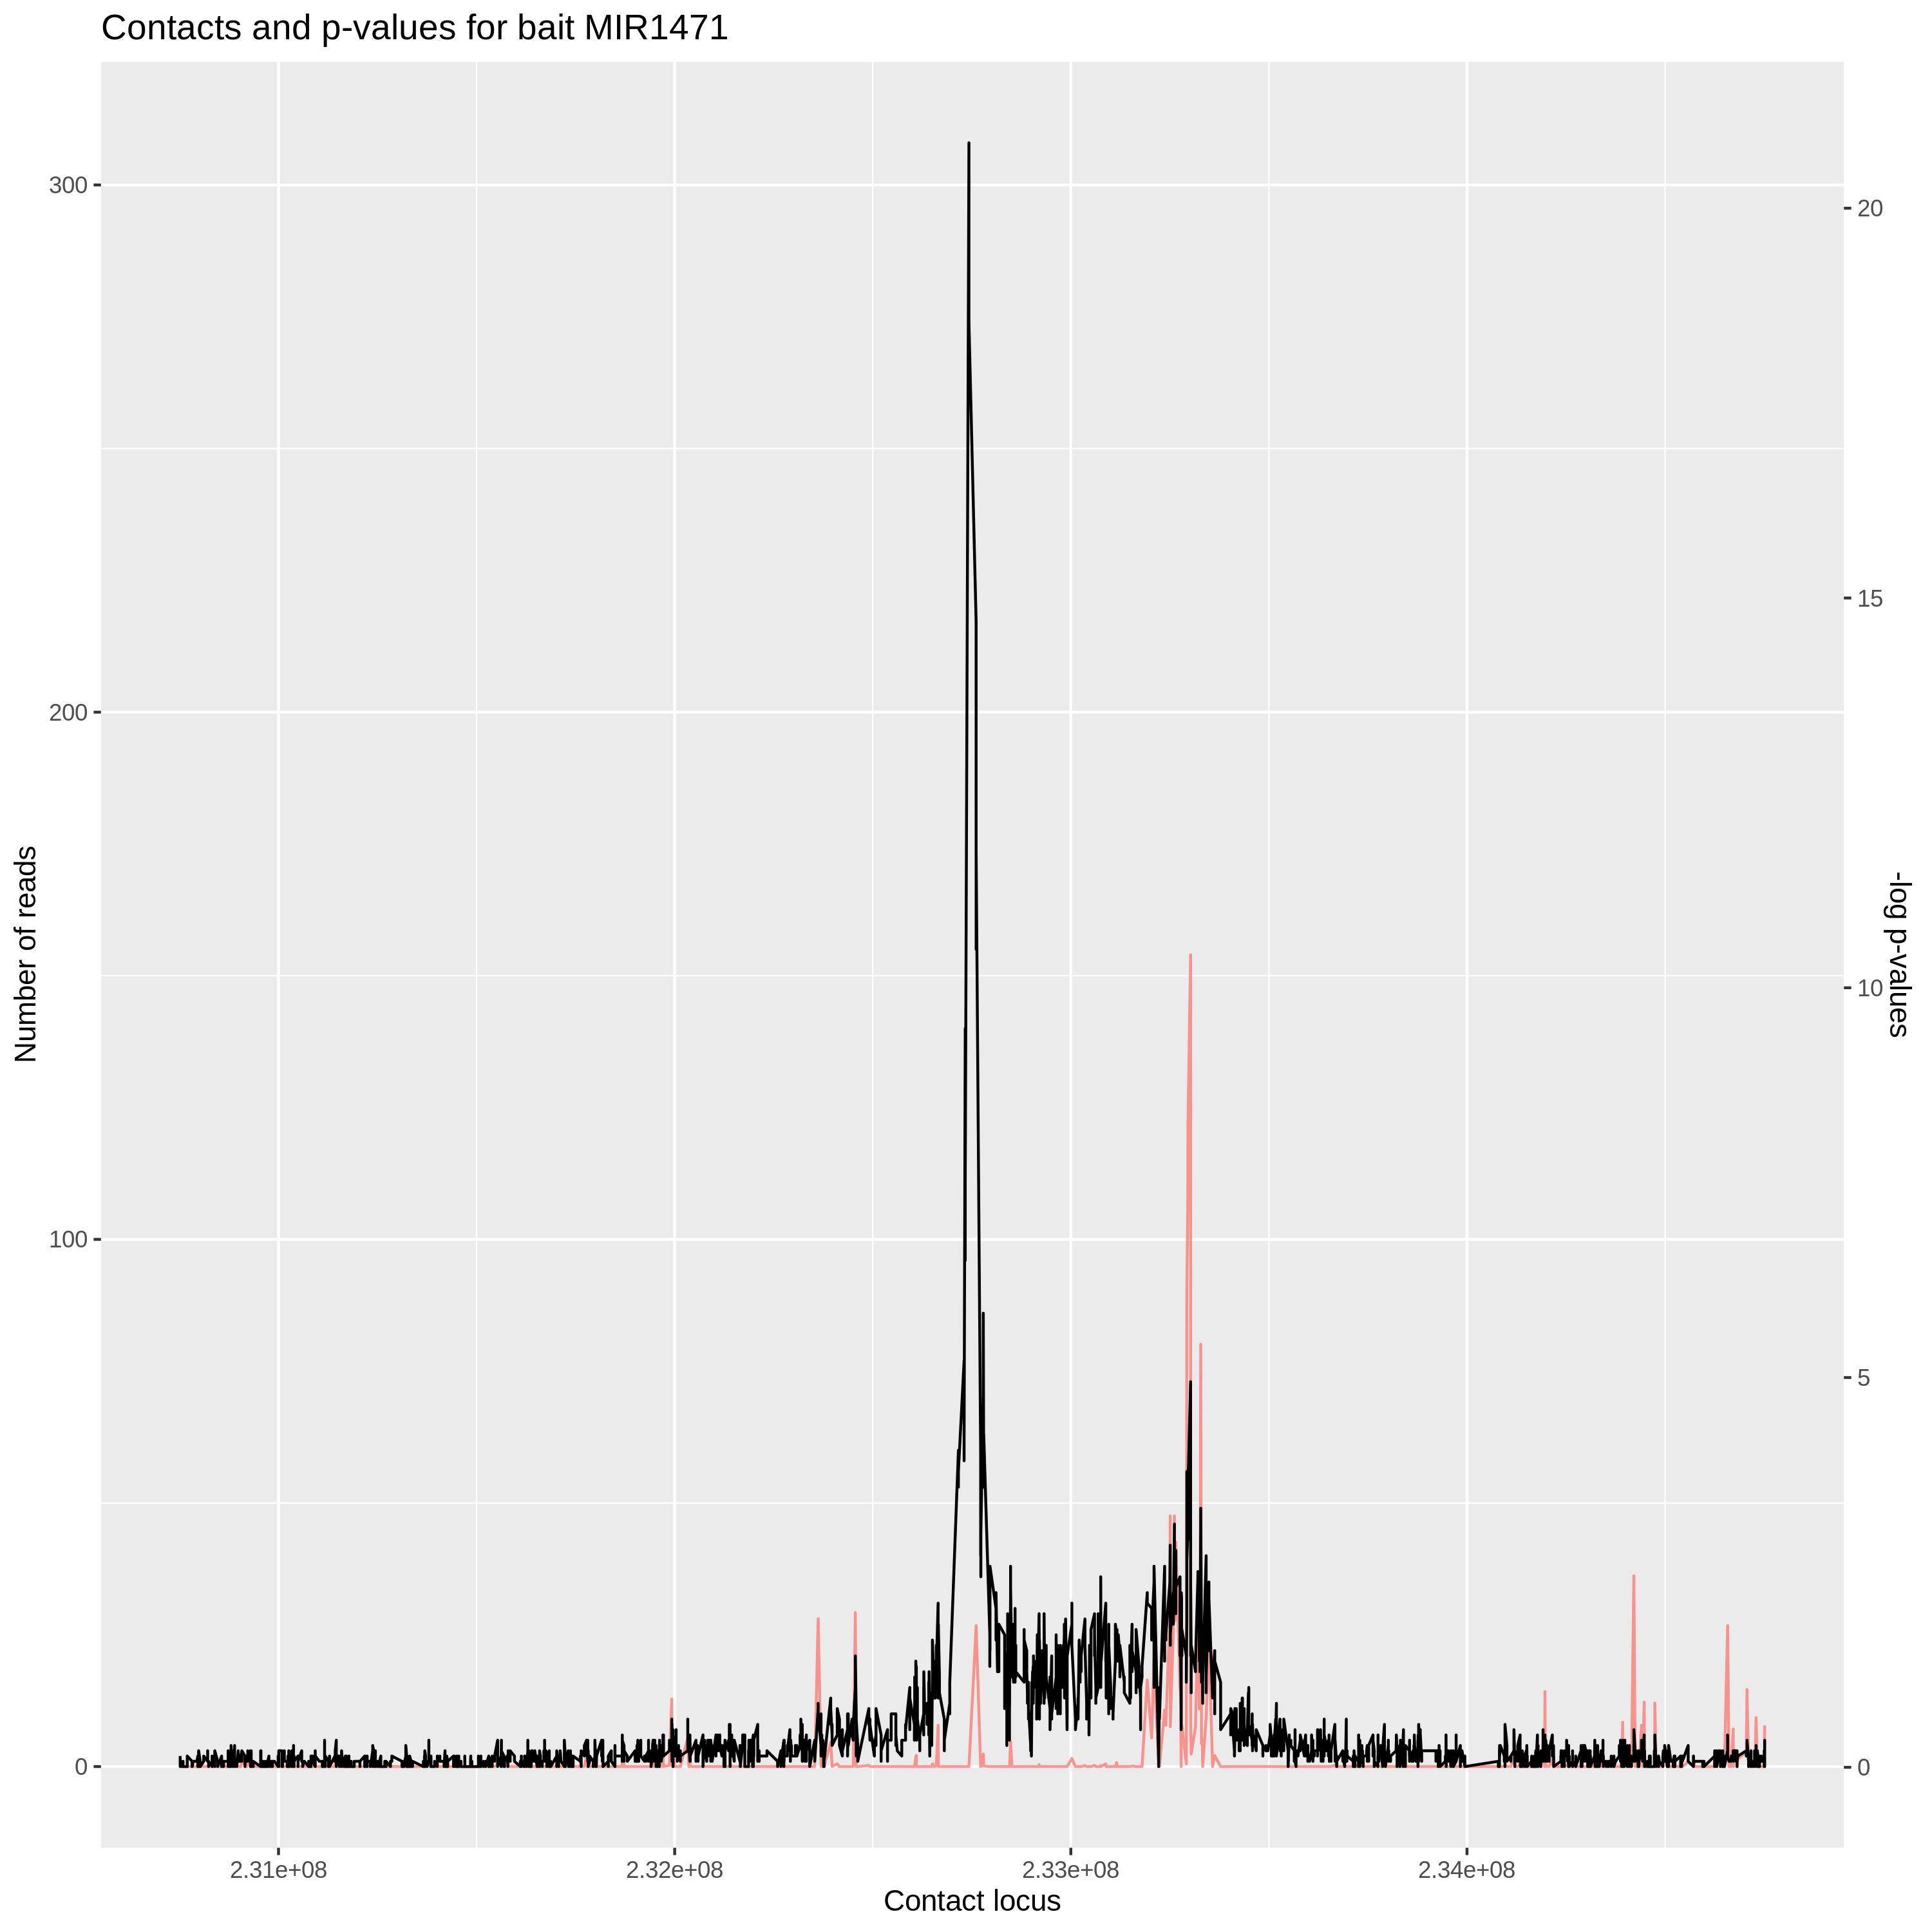 Contacts and p-values for bait MIR1471
300
200
100
0
Number of reads
20
15
10
5
0
-log p-values
2.31e+08
2.32e+08
2.33e+08
2.34e+08
Contact locus